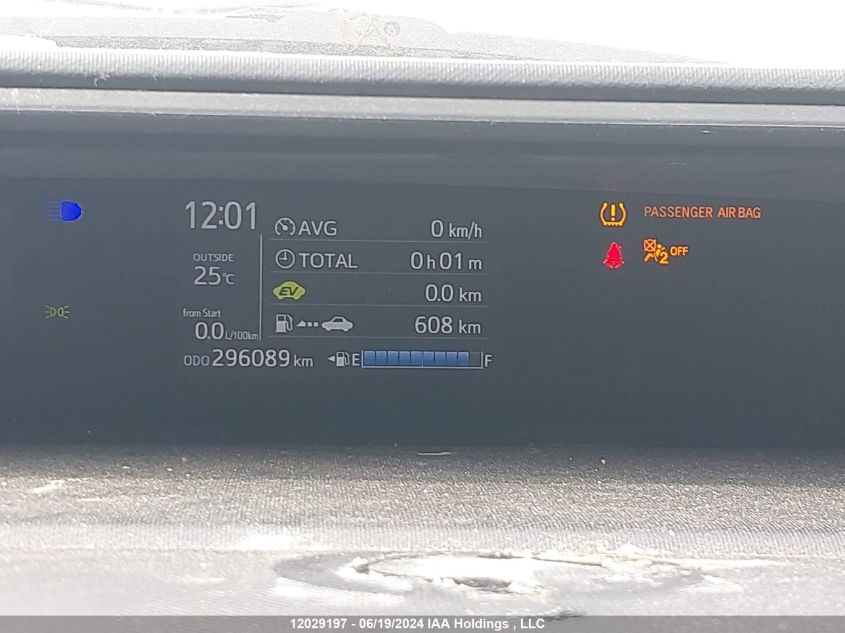 12:01
OUTSIDE
25°C
from Start
0.0 L/100km
ODO 296089 km
AVG 0 km/h
TOTAL 0h01m
EV 0.0 km
608 km
E F
PASSENGER AIR BAG
2 OFF
12029197 - 06/19/2024 IAA Holdings , LLC